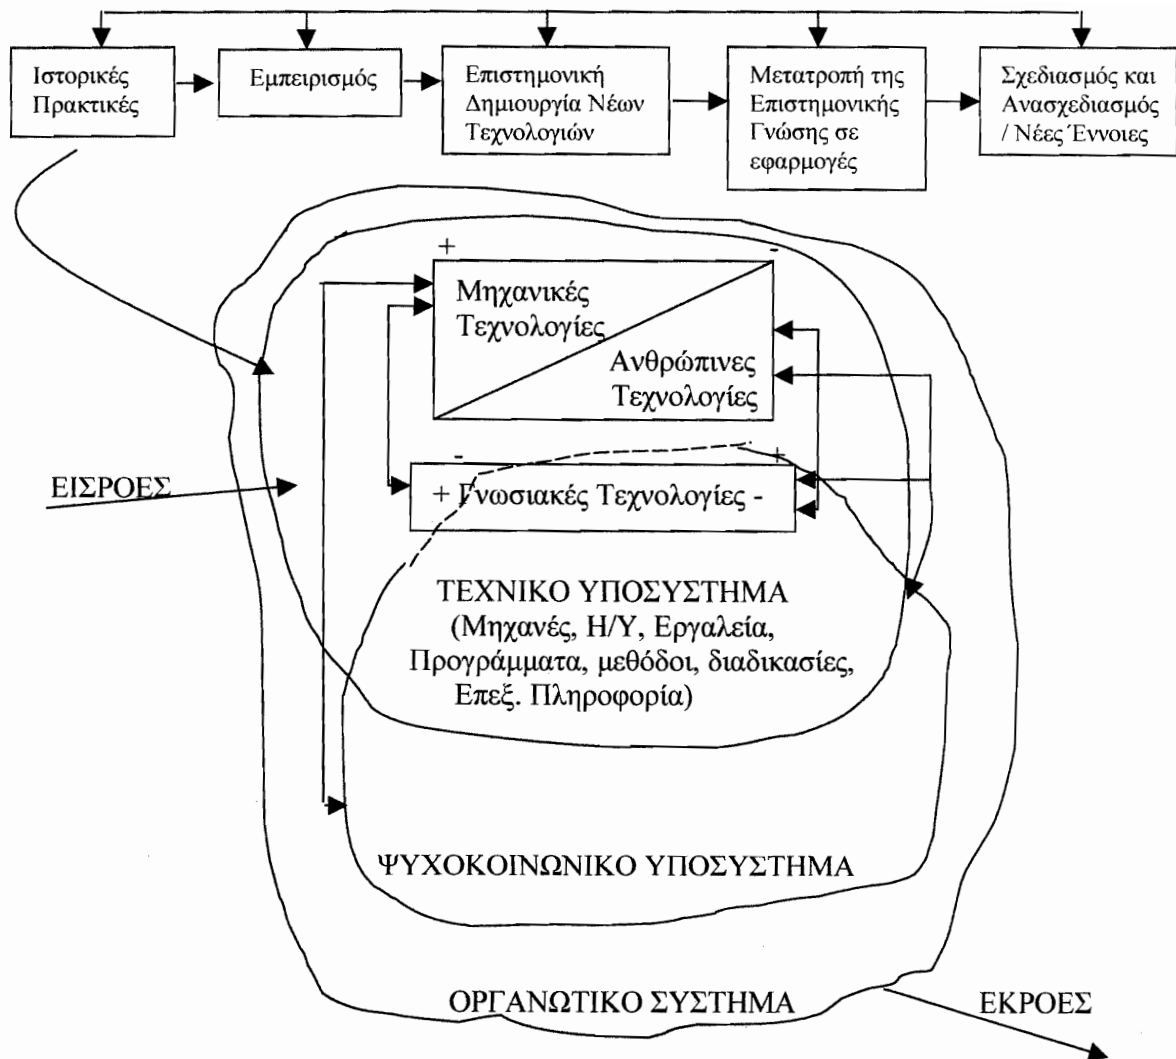 Ιστορικές
Πρακτικές
Εμπειρισμός
Επιστημονική
Δημιουργία Νέων
Τεχνολογιών
Μετατροπή της
Επιστημονικής
Γνώσης σε
εφαρμογές
Σχεδιασμός και
Ανασχεδιασμός
/ Νέες Έννοιες
+ -
Μηχανικές
Τεχνολογίες
Ανθρώπινες
Τεχνολογίες
- +
+ Γνωσιακές Τεχνολογίες -
ΕΙΣΡΟΕΣ
ΤΕΧΝΙΚΟ ΥΠΟΣΥΣΤΗΜΑ
(Μηχανές, Η/Υ, Εργαλεία,
Προγράμματα, μεθόδοι, διαδικασίες,
Επεξ. Πληροφορία)
ΨΥΧΟΚΟΙΝΩΝΙΚΟ ΥΠΟΣΥΣΤΗΜΑ
ΟΡΓΑΝΩΤΙΚΟ ΣΥΣΤΗΜΑ
ΕΚΡΟΕΣ